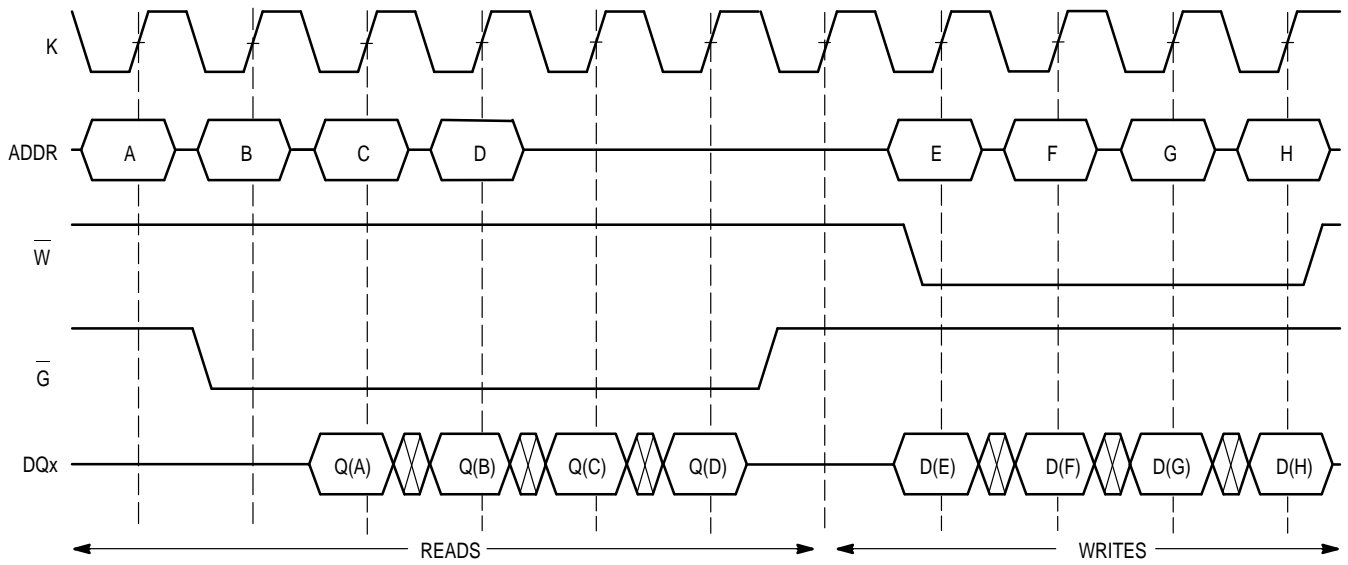 K
ADDR A B C D E F G H
W
G
DQx Q(A) Q(B) Q(C) Q(D) D(E) D(F) D(G) D(H)
READS WRITES